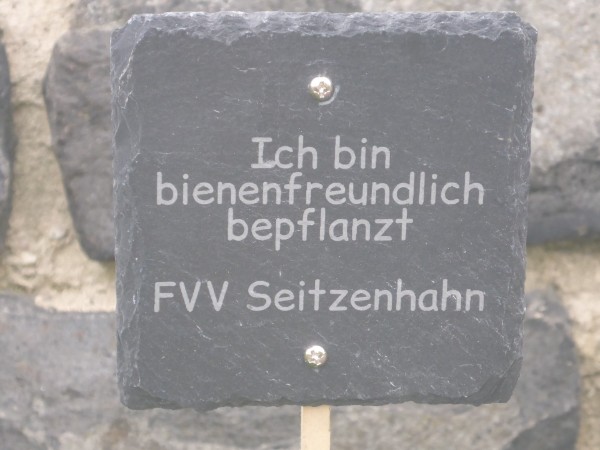 Ich bin
bienenfreundlich
bepflanzt
FVV Seitzenhahn